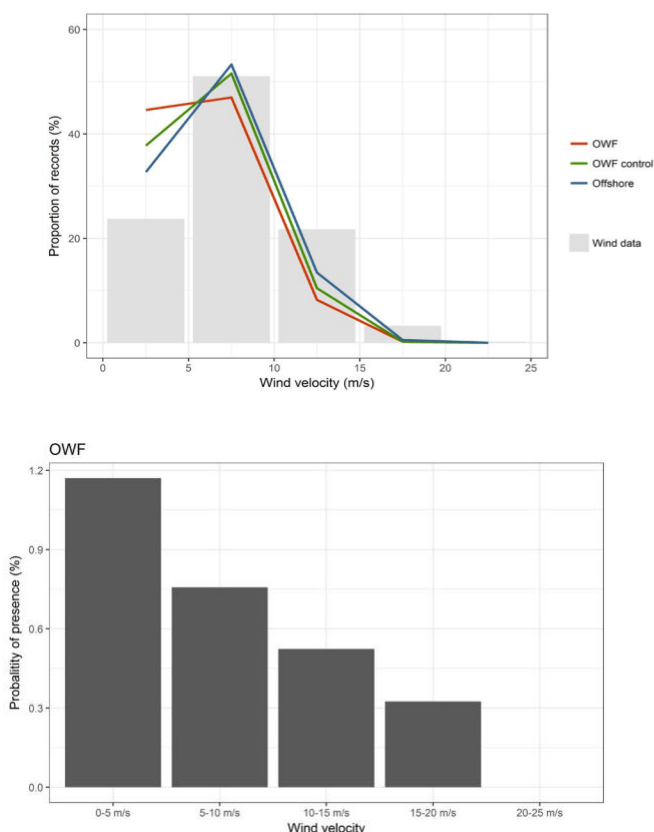 60
40
20
0
Proportion of records (%)
0 5 10 15 20 25
Wind velocity (m/s)
OWF
OWF control
Offshore
Wind data
OWF
1.2
0.9
0.6
0.3
0.0
Probalitity of presence (%)
0-5 m/s 5-10 m/s 10-15 m/s 15-20 m/s 20-25 m/s
Wind velocity